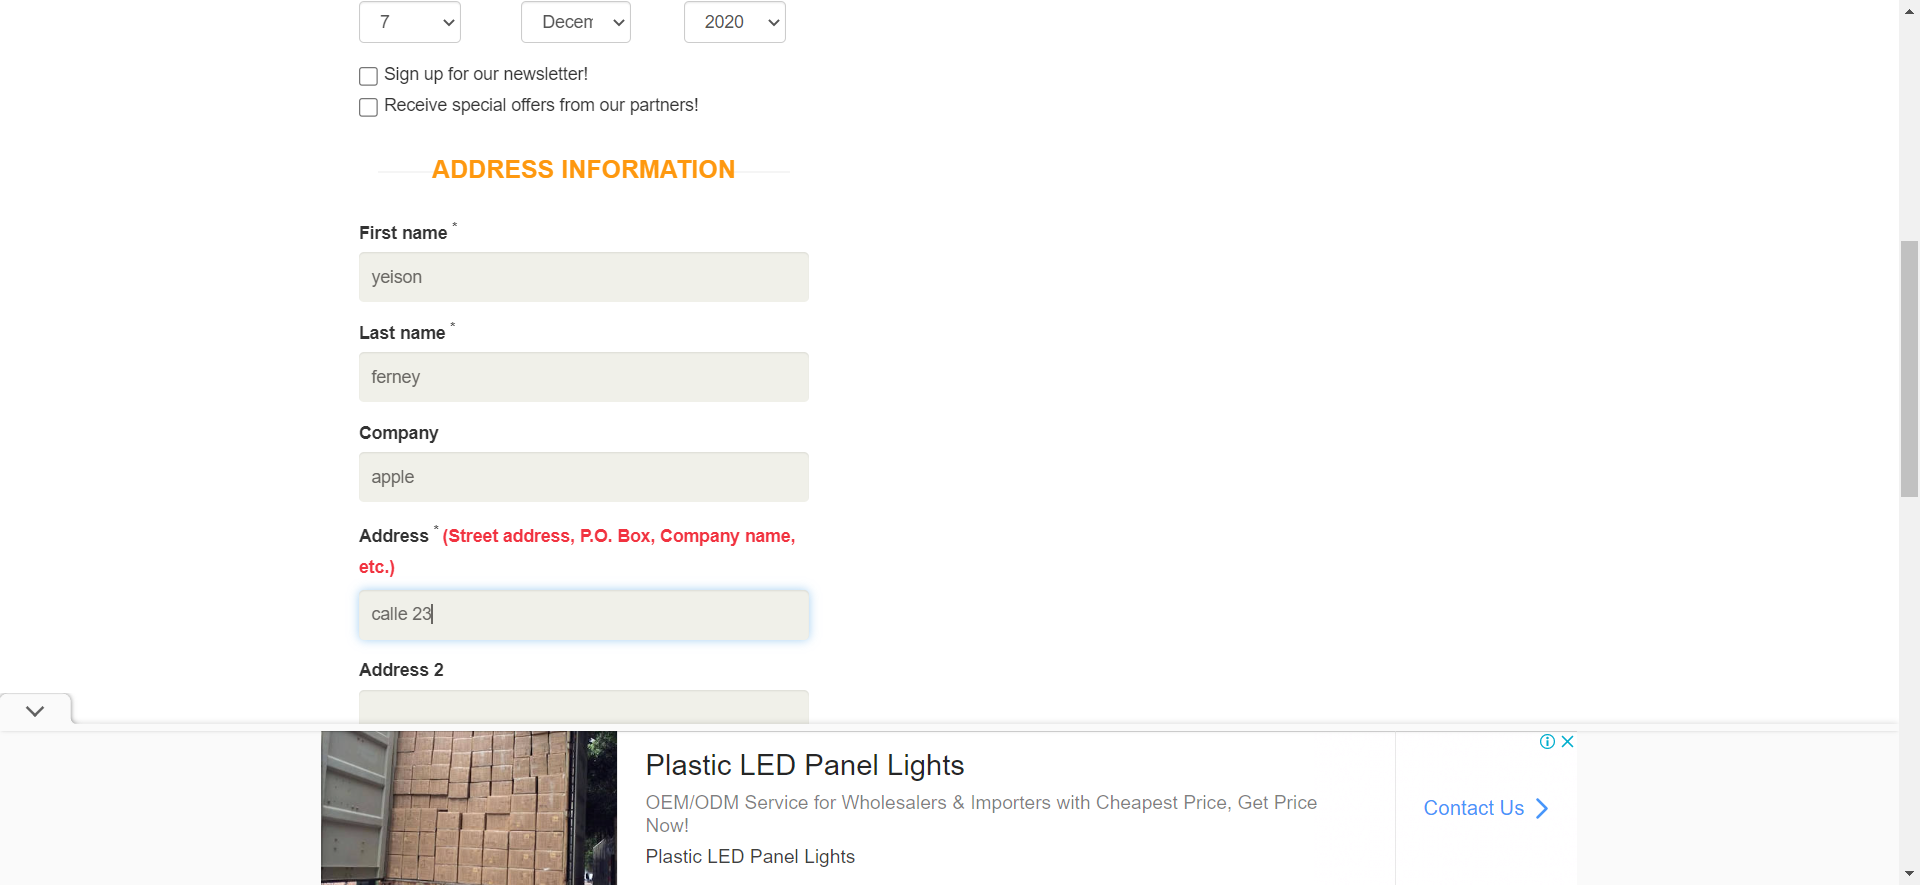 7 Decem 2020
Sign up for our newsletter!
Receive special offers from our partners!
ADDRESS INFORMATION
First name *
yeison
Last name *
ferney
Company
apple
Address * (Street address, P.O. Box, Company name,
etc.)
calle 23
Address 2
Plastic LED Panel Lights
OEM/ODM Service for Wholesalers & Importers with Cheapest Price, Get Price
Now!
Plastic LED Panel Lights
Contact Us